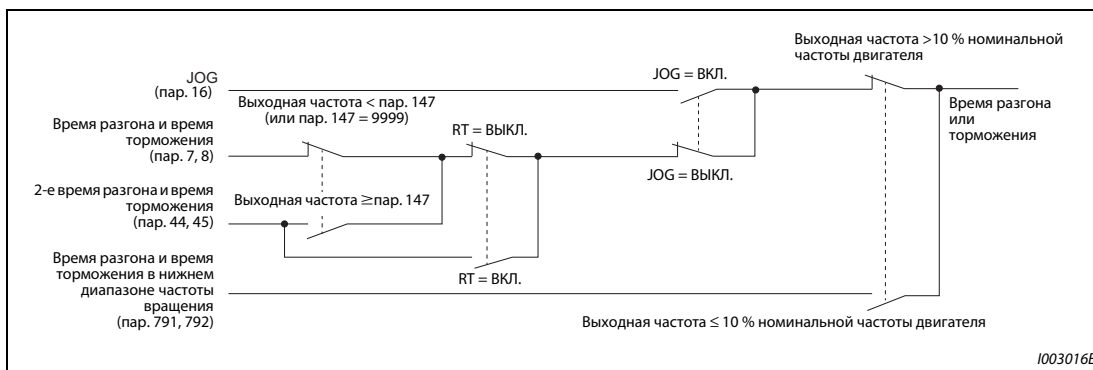 Выходная частота >10 % номинальной
частоты двигателя
JOG
(пар. 16)
JOG = ВКЛ.
Выходная частота < пар. 147
(или пар. 147 = 9999)
Время разгона
или
торможения
Время разгона и время
торможения
(пар. 7, 8)
RT = ВЫКЛ.
JOG = ВЫКЛ.
2-е время разгона и время
торможения
(пар. 44, 45)
Выходная частота ≥пар. 147
Время разгона и время
торможения в нижнем
диапазоне частоты
вращения
(пар. 791, 792)
RT = ВКЛ.
Выходная частота ≤ 10 % номинальной частоты двигателя
I003016E